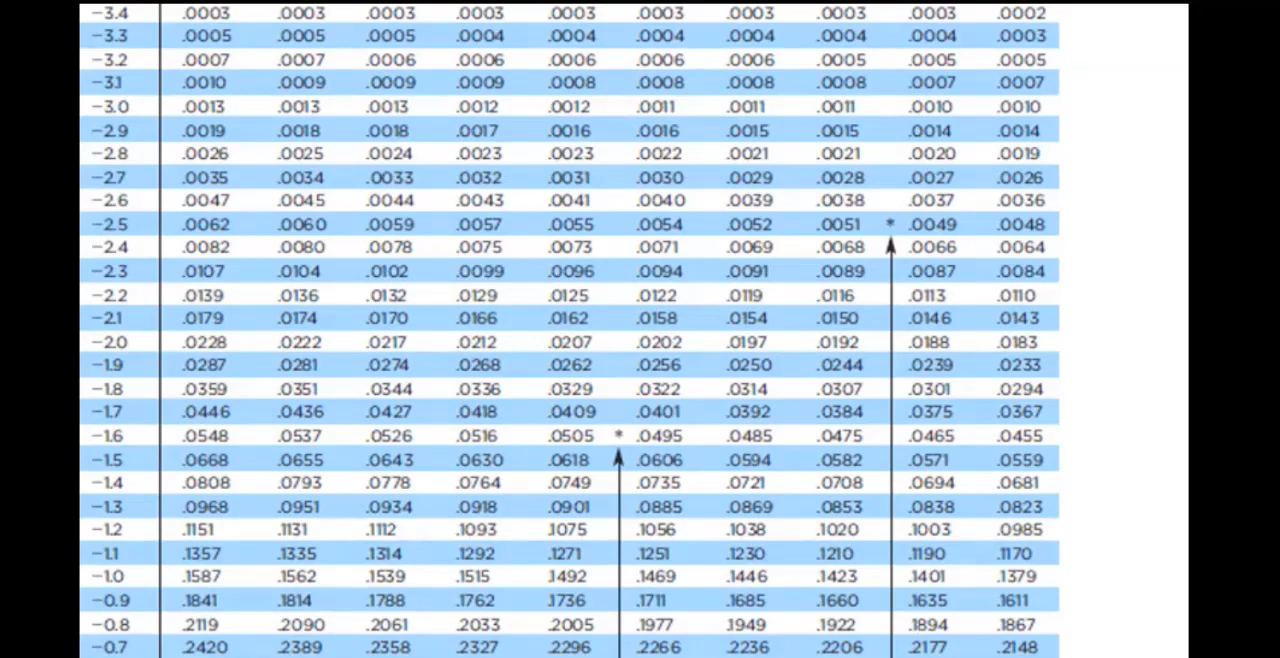 −3.4 .0003 .0003 .0003 .0003 .0003 .0003 .0003 .0003 .0003 .0002
−3.3 .0005 .0005 .0005 .0004 .0004 .0004 .0004 .0004 .0004 .0003
−3.2 .0007 .0007 .0006 .0006 .0006 .0006 .0006 .0005 .0005 .0005
−3.1 .0010 .0009 .0009 .0009 .0008 .0008 .0008 .0008 .0007 .0007
−3.0 .0013 .0013 .0013 .0012 .0012 .0011 .0011 .0011 .0010 .0010
−2.9 .0019 .0018 .0018 .0017 .0016 .0016 .0015 .0015 .0014 .0014
−2.8 .0026 .0025 .0024 .0023 .0023 .0022 .0021 .0021 .0020 .0019
−2.7 .0035 .0034 .0033 .0032 .0031 .0030 .0029 .0028 .0027 .0026
−2.6 .0047 .0045 .0044 .0043 .0041 .0040 .0039 .0038 .0037 .0036
−2.5 .0062 .0060 .0059 .0057 .0055 .0054 .0052 .0051 * .0049 .0048
−2.4 .0082 .0080 .0078 .0075 .0073 .0071 .0069 .0068 .0066 .0064
−2.3 .0107 .0104 .0102 .0099 .0096 .0094 .0091 .0089 .0087 .0084
−2.2 .0139 .0136 .0132 .0129 .0125 .0122 .0119 .0116 .0113 .0110
−2.1 .0179 .0174 .0170 .0166 .0162 .0158 .0154 .0150 .0146 .0143
−2.0 .0228 .0222 .0217 .0212 .0207 .0202 .0197 .0192 .0188 .0183
−1.9 .0287 .0281 .0274 .0268 .0262 .0256 .0250 .0244 .0239 .0233
−1.8 .0359 .0351 .0344 .0336 .0329 .0322 .0314 .0307 .0301 .0294
−1.7 .0446 .0436 .0427 .0418 .0409 .0401 .0392 .0384 .0375 .0367
−1.6 .0548 .0537 .0526 .0516 .0505 * .0495 .0485 .0475 .0465 .0455
−1.5 .0668 .0655 .0643 .0630 .0618 .0606 .0594 .0582 .0571 .0559
−1.4 .0808 .0793 .0778 .0764 .0749 .0735 .0721 .0708 .0694 .0681
−1.3 .0968 .0951 .0934 .0918 .0901 .0885 .0869 .0853 .0838 .0823
−1.2 .1151 .1131 .1112 .1093 .1075 .1056 .1038 .1020 .1003 .0985
−1.1 .1357 .1335 .1314 .1292 .1271 .1251 .1230 .1210 .1190 .1170
−1.0 .1587 .1562 .1539 .1515 .1492 .1469 .1446 .1423 .1401 .1379
−0.9 .1841 .1814 .1788 .1762 .1736 .1711 .1685 .1660 .1635 .1611
−0.8 .2119 .2090 .2061 .2033 .2005 .1977 .1949 .1922 .1894 .1867
−0.7 .2420 .2389 .2358 .2327 .2296 .2266 .2236 .2206 .2177 .2148